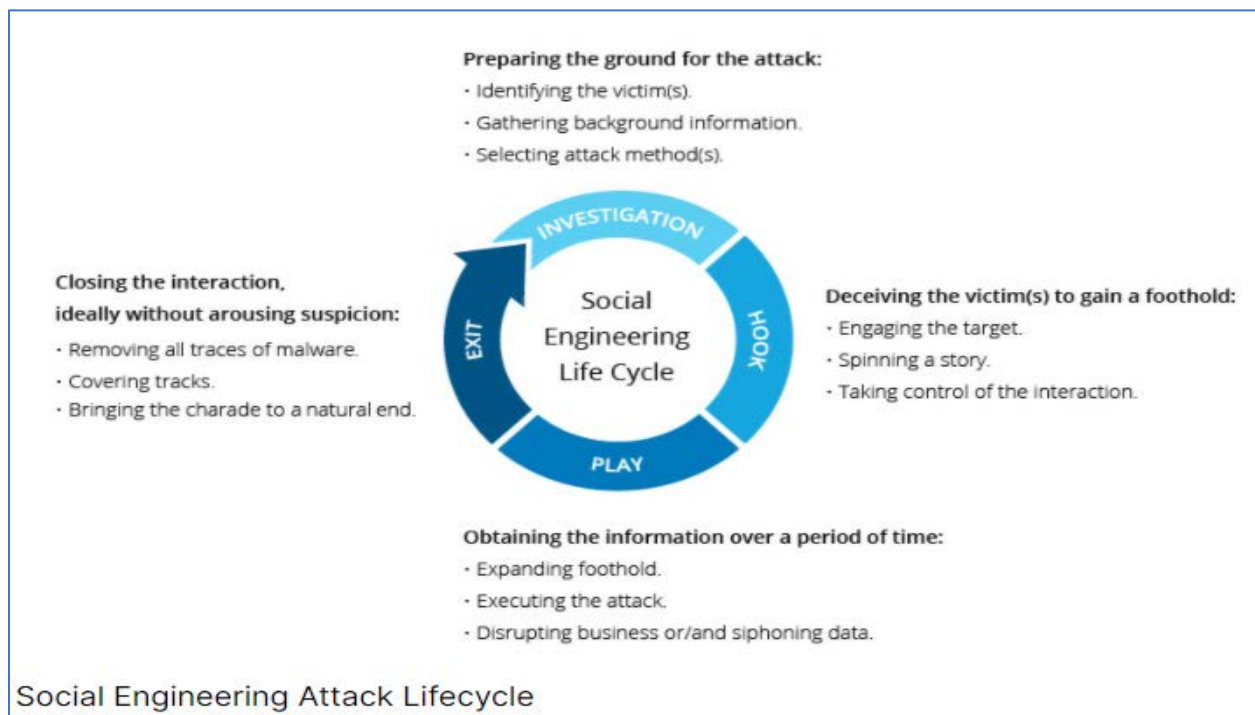 Preparing the ground for the attack:
· Identifying the victim(s).
· Gathering background information.
· Selecting attack method(s).
INVESTIGATION
Closing the interaction,
ideally without arousing suspicion:
· Removing all traces of malware.
· Covering tracks.
· Bringing the charade to a natural end.
EXIT
Social
Engineering
Life Cycle
HOOK
Deceiving the victim(s) to gain a foothold:
· Engaging the target.
· Spinning a story.
· Taking control of the interaction.
PLAY
Obtaining the information over a period of time:
· Expanding foothold.
· Executing the attack.
· Disrupting business or/and siphoning data.
Social Engineering Attack Lifecycle